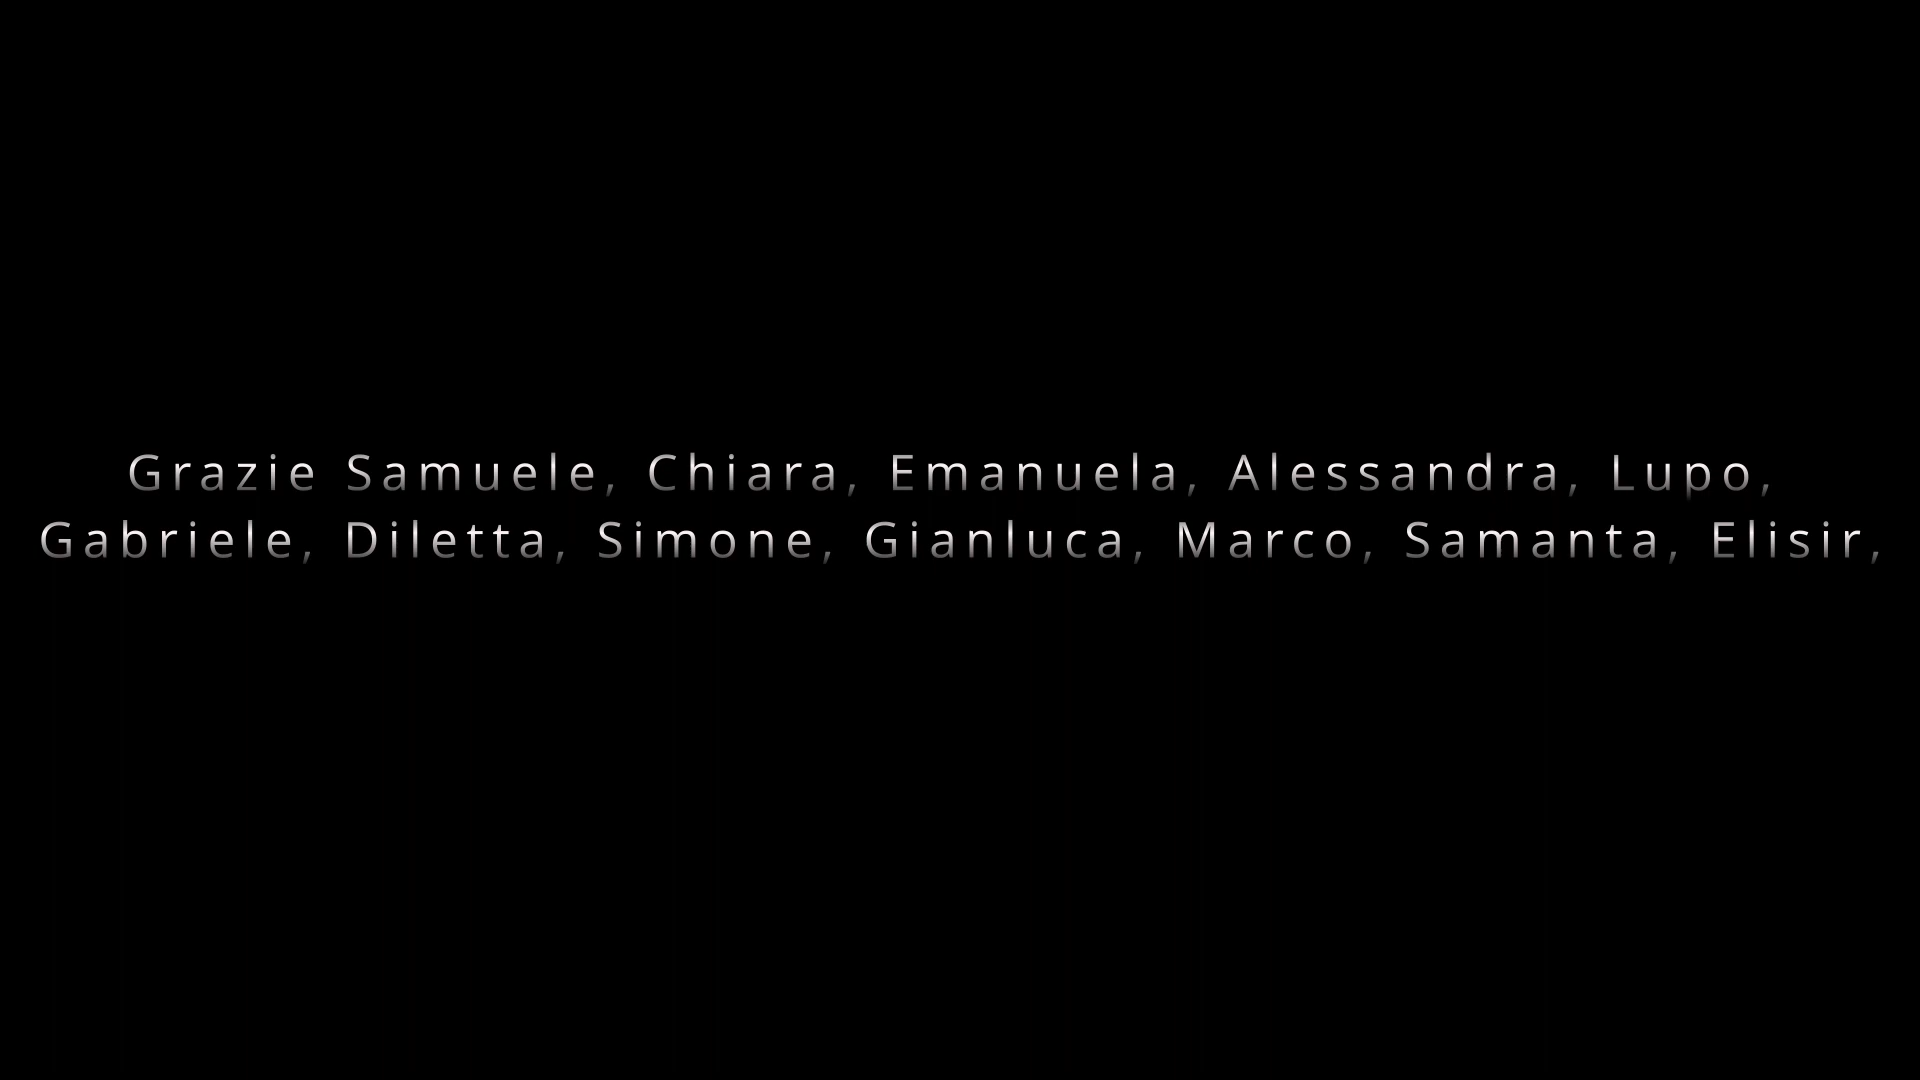 Grazie Samuele, Chiara, Emanuela, Alessandra, Lupo,
Gabriele, Diletta, Simone, Gianluca, Marco, Samanta, Elisir,